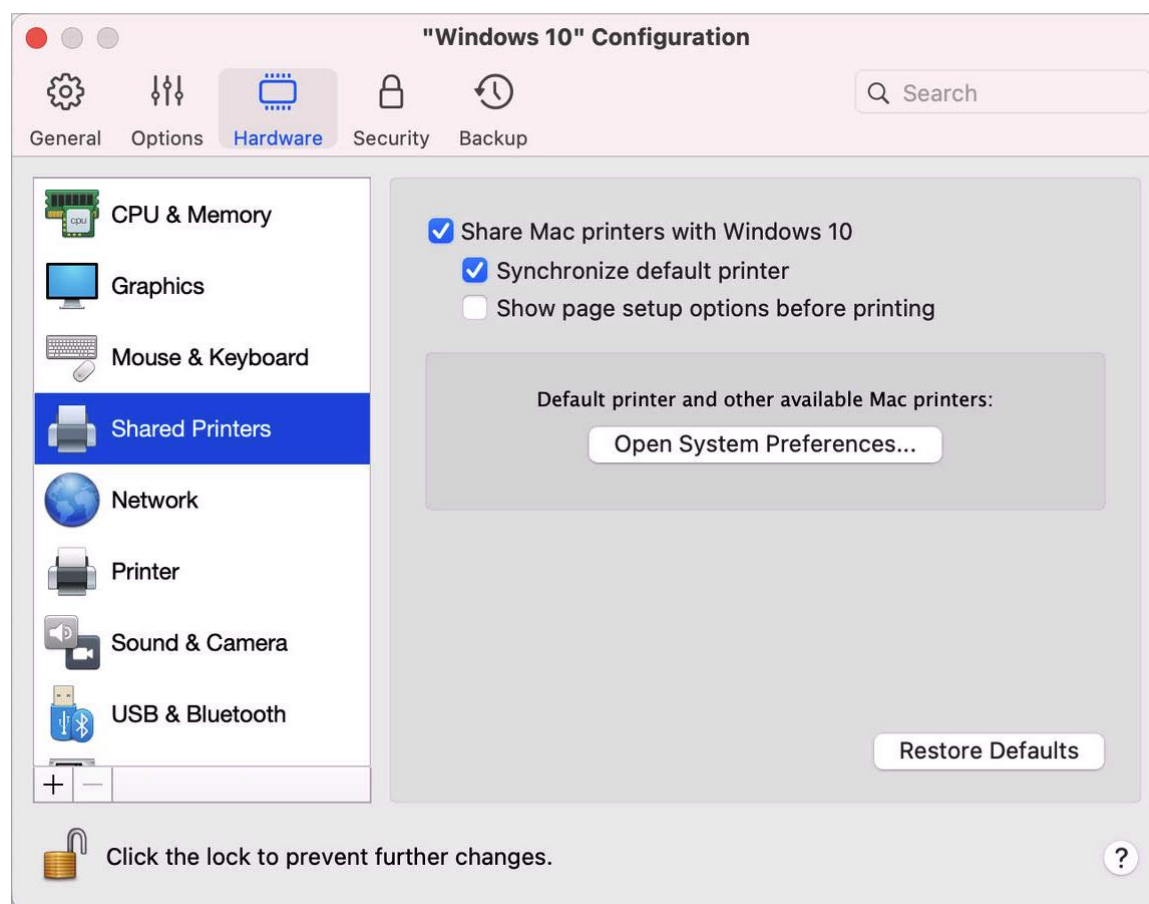 "Windows 10" Configuration
General
Options
Hardware
Security
Backup
Search
CPU & Memory
cpu
Graphics
Mouse & Keyboard
Shared Printers
Network
Printer
Sound & Camera
USB & Bluetooth
Share Mac printers with Windows 10
Synchronize default printer
Show page setup options before printing
Default printer and other available Mac printers:
Open System Preferences...
Restore Defaults
Click the lock to prevent further changes.
?